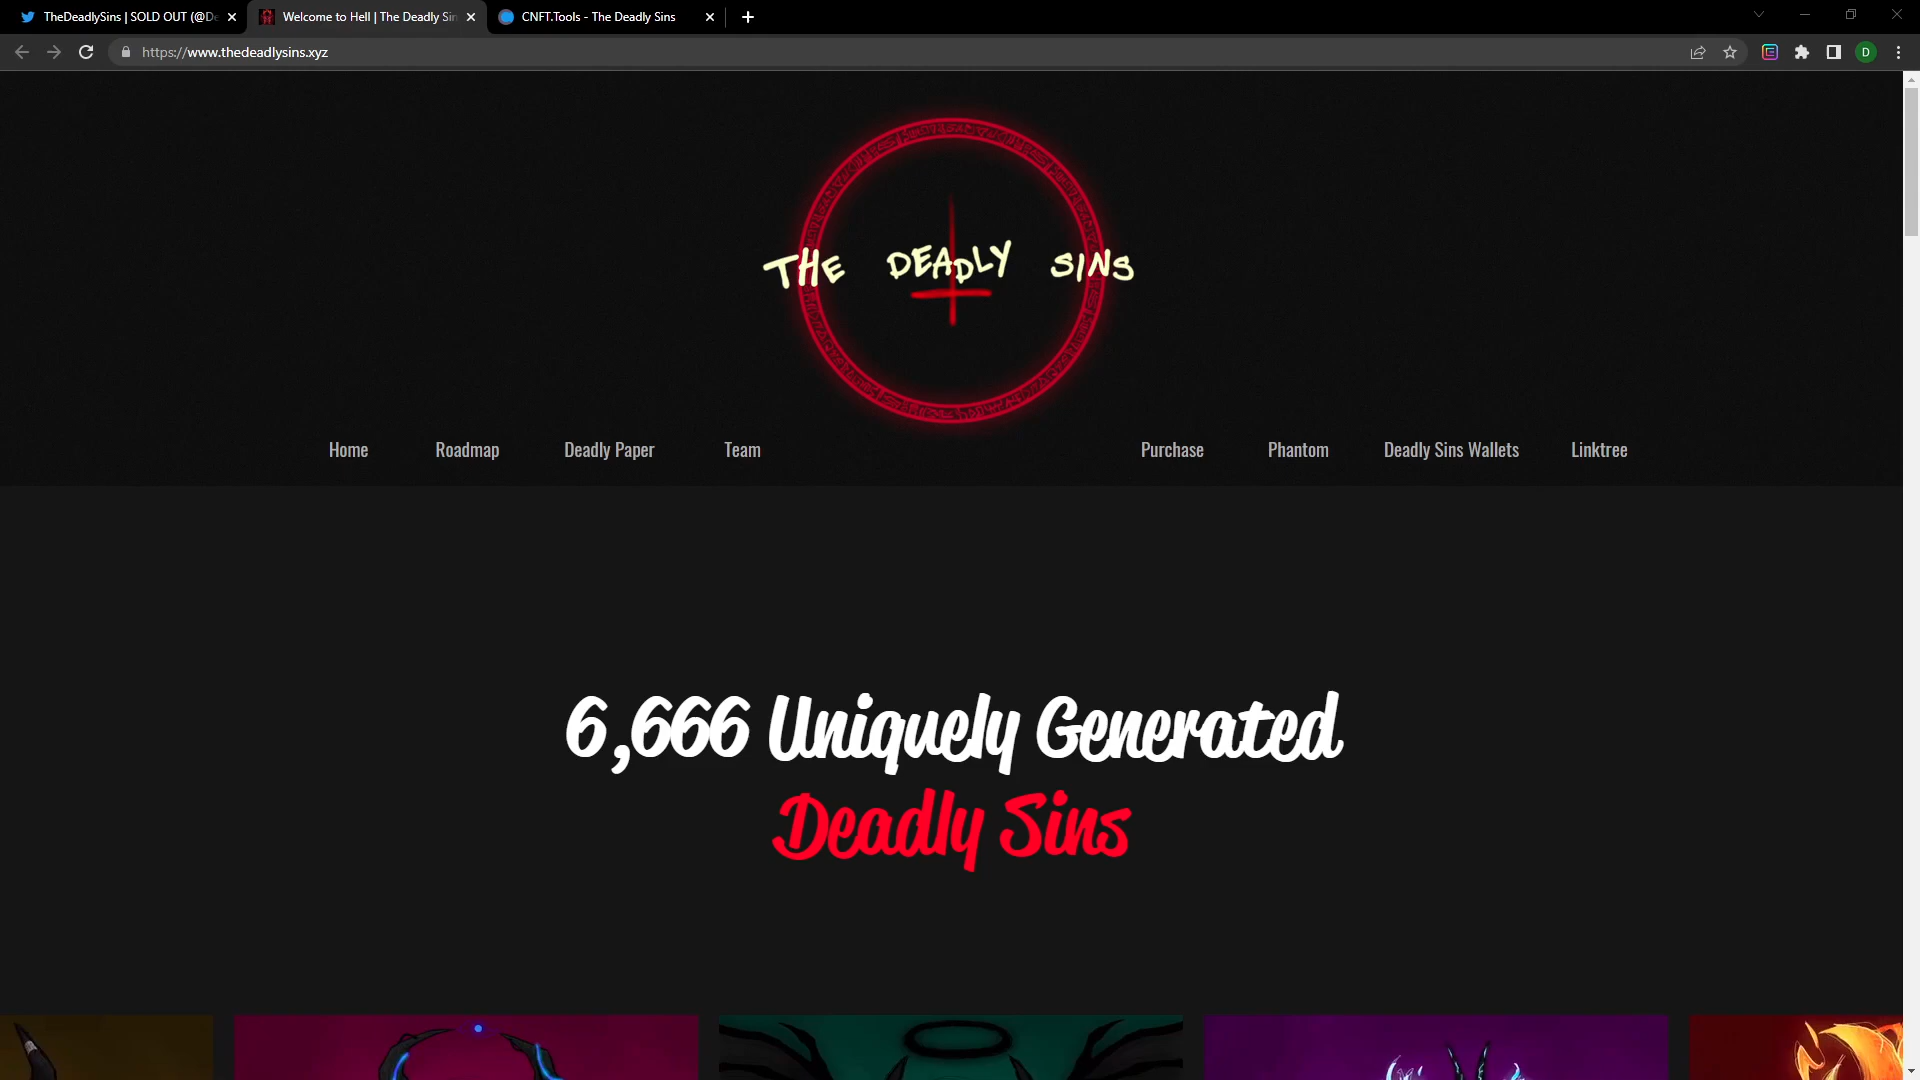 TheDeadlySins | SOLD OUT (@De
Welcome to Hell | The Deadly Sin
CNFT.Tools - The Deadly Sins
https://www.thedeadlysins.xyz
D
THE DEADLY SINS
Home
Roadmap
Deadly Paper
Team
Purchase
Phantom
Deadly Sins Wallets
Linktree
6,666 Uniquely Generated
Deadly Sins